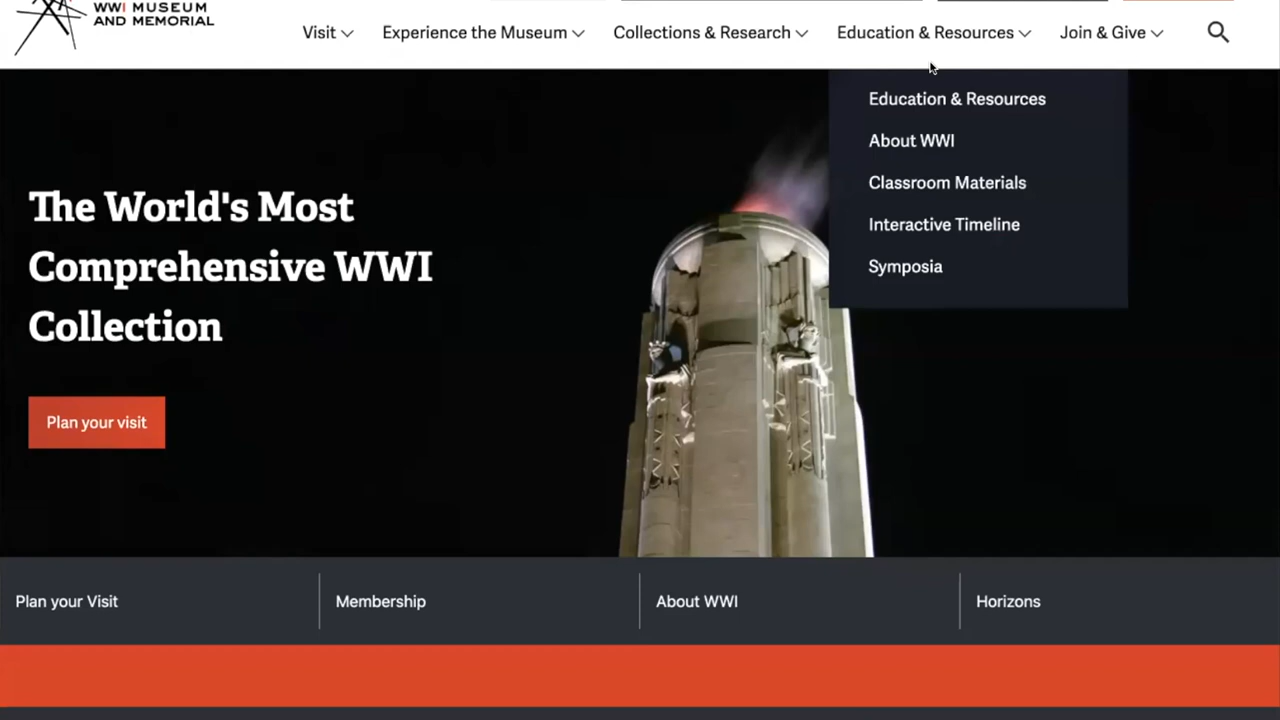 WWI MUSEUM
AND MEMORIAL
Visit
Experience the Museum
Collections & Research
Education & Resources
Join & Give
Education & Resources
About WWI
Classroom Materials
Interactive Timeline
Symposia
The World's Most
Comprehensive WWI
Collection
Plan your visit
Plan your Visit
Membership
About WWI
Horizons